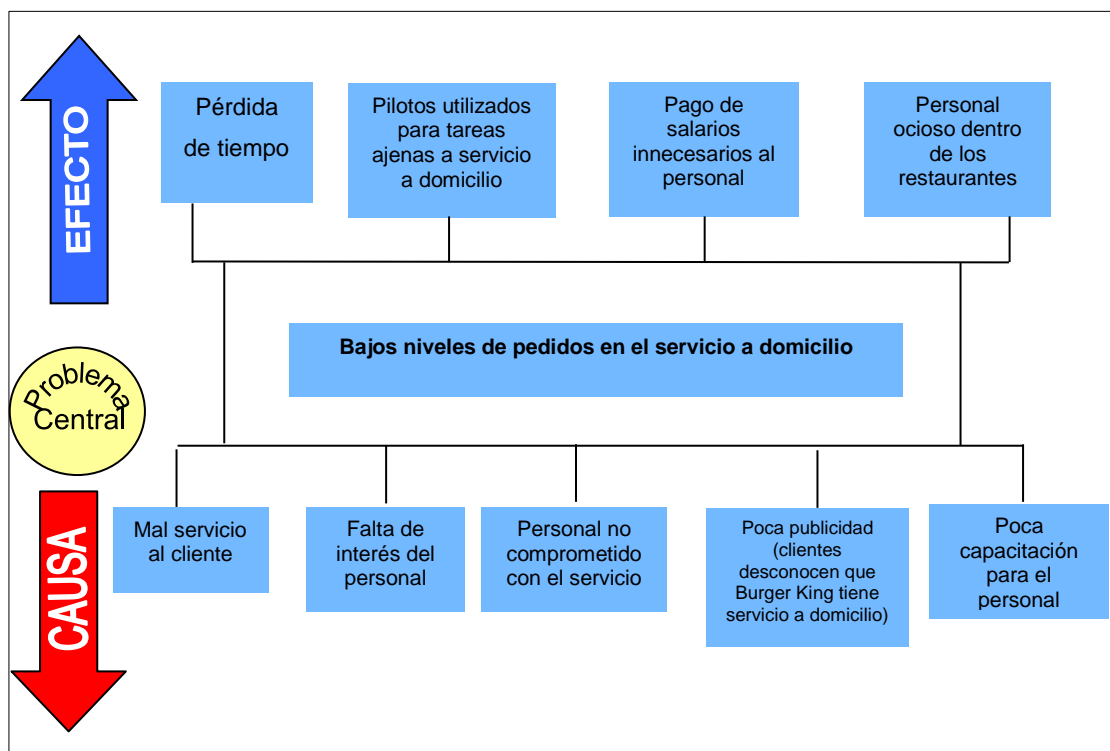 EFECTO
Pérdida
de tiempo
Pilotos utilizados
para tareas
ajenas a servicio
a domicilio
Pago de
salarios
innecesarios al
personal
Personal
ocioso dentro
de los
restaurantes
Problema
Central
Bajos niveles de pedidos en el servicio a domicilio
CAUSA
Mal servicio
al cliente
Falta de
interés del
personal
Personal no
comprometido
con el servicio
Poca publicidad
(clientes
desconocen que
Burger King tiene
servicio a domicilio)
Poca
capacitación
para el
personal